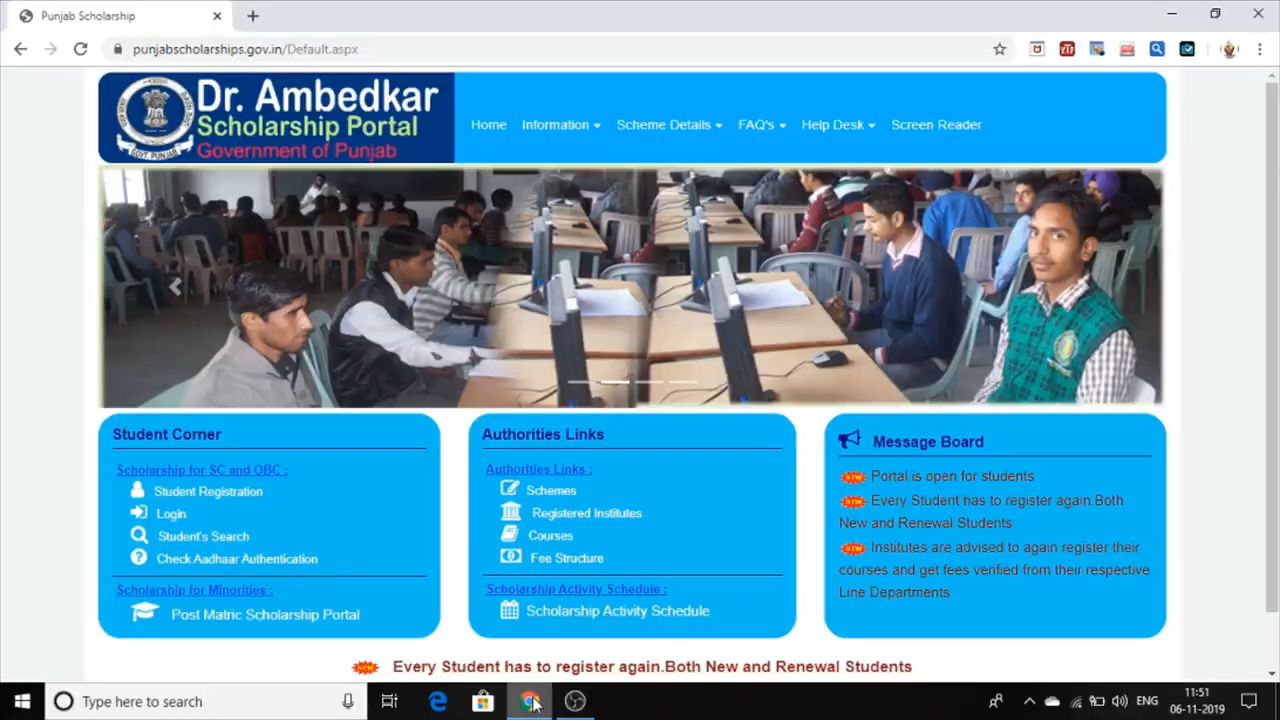 Punjab Scholarship
punjabscholarships.gov.in/Default.aspx
Dr. Ambedkar
Scholarship Portal
Government of Punjab
GOVT. PUNJAB
Home Information Scheme Details FAQ's Help Desk Screen Reader
Student Corner
Scholarship for SC and OBC :
Student Registration
Login
Student's Search
Check Aadhaar Authentication
Scholarship for Minorities :
Post Matric Scholarship Portal
Authorities Links
Authorities Links :
Schemes
Registered Institutes
Courses
Fee Structure
Scholarship Activity Schedule :
Scholarship Activity Schedule
Message Board
NEW Portal is open for students
NEW Every Student has to register again.Both
New and Renewal Students
NEW Institutes are advised to again register their
courses and get fees verified from their respective
Line Departments
NEW Every Student has to register again.Both New and Renewal Students
Type here to search
ENG
11:51
06-11-2019